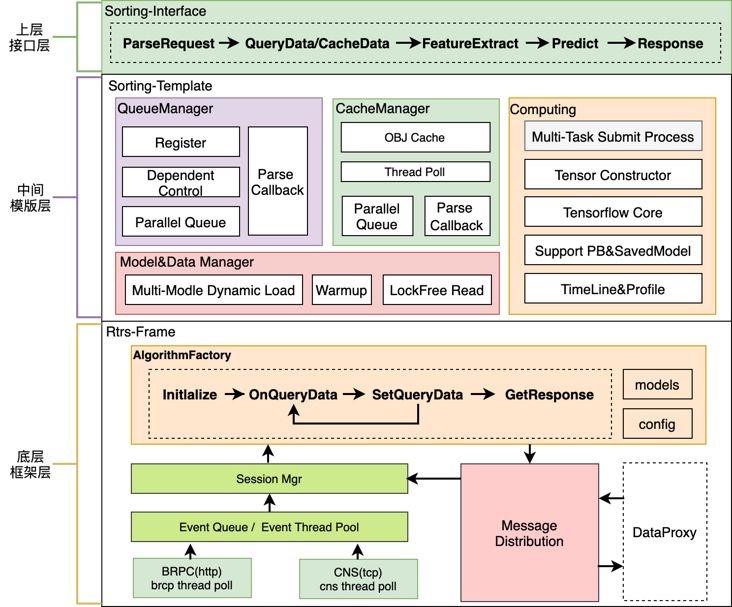 上层
接口层
Sorting-Interface
ParseRequest QueryData/CacheData FeatureExtract Predict Response
中间
模版层
Sorting-Template
QueueManager
Register
Dependent
Control
Parallel Queue
Parse
Callback
CacheManager
OBJ Cache
Thread Poll
Parallel
Queue
Parse
Callback
Computing
Multi-Task Submit Process
Tensor Constructor
Tensorflow Core
Support PB&SavedModel
TimeLine&Profile
Model&Data Manager
Multi-Modle Dynamic Load
Warmup
LockFree Read
底层
框架层
Rtrs-Frame
AlgorithmFactory
Initlalize OnQueryData SetQueryData GetResponse
models
config
Session Mgr
Event Queue / Event Thread Pool
BRPC(http)
brcp thread poll
CNS(tcp)
cns thread poll
Message
Distribution
DataProxy